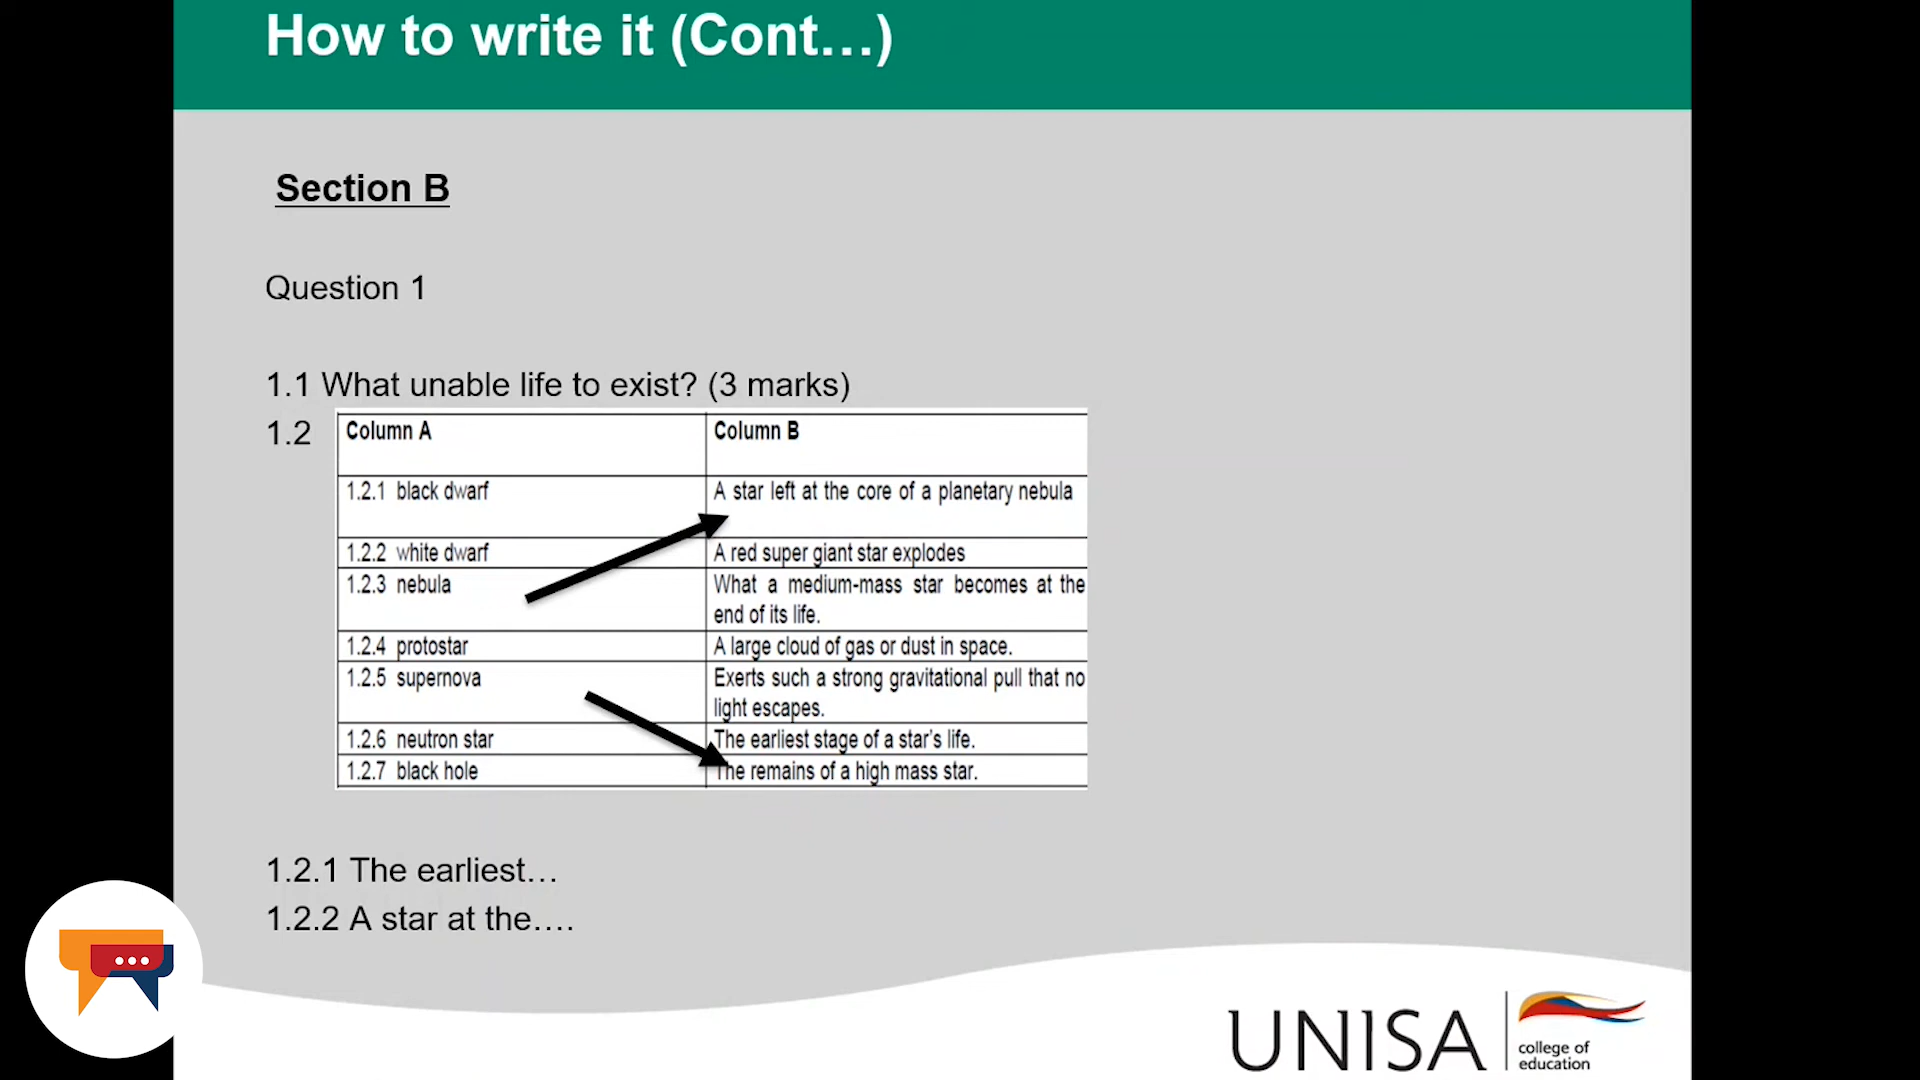 How to write it (Cont…)
Section B
Question 1
1.1 What unable life to exist? (3 marks)
1.2
Column A
Column B
1.2.1 black dwarf
A star left at the core of a planetary nebula
1.2.2 white dwarf
A red super giant star explodes
1.2.3 nebula
What a medium-mass star becomes at the
end of its life.
1.2.4 protostar
A large cloud of gas or dust in space.
1.2.5 supernova
Exerts such a strong gravitational pull that no
light escapes.
1.2.6 neutron star
The earliest stage of a star's life.
1.2.7 black hole
The remains of a high mass star.
1.2.1 The earliest…
1.2.2 A star at the….
UNISA
college of
education